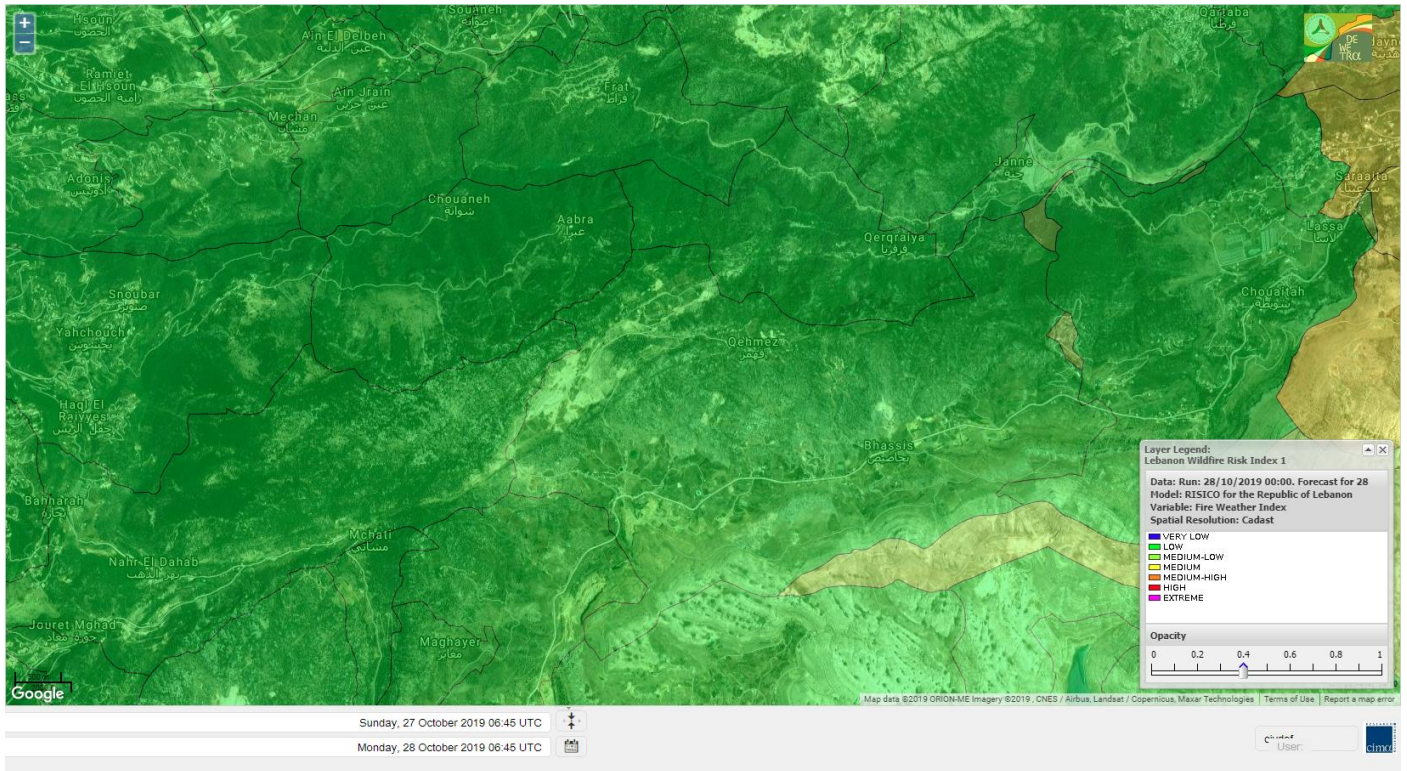 +
−
Hsoun
الحصون
Souaneh
صوانة
Ain El Delbeh
عين الدلبة
Qartaba
قرطبا
DE
WE
TRα
Ramiet
El Hsoun
رامية الحصون
Ain Jrain
عين جرين
Frat
فراط
Mechan
مشان
Adonis
أدونيس
Janne
جنة
Saraaita
سرعيتا
Chouaneh
شوانة
Aabra
عبرا
Qerqraiya
قرقريا
Lassa
لاسا
Snoubar
صنوبر
Chouaitah
شويطة
Yahchouch
يحشوش
Qehmez
قهمز
Haql El
Raiyyes
حقل الريس
Bhassis
بحاصيص
Bahharah
بحارة
Mchati
مشاتي
Nahr El Dahab
نهر الذهب
Jouret Mghad
جورة مغاد
Maghayer
مغاير
Google
Layer Legend:
Lebanon Wildfire Risk Index 1
Data: Run: 28/10/2019 00:00. Forecast for 28
Model: RISICO for the Republic of Lebanon
Variable: Fire Weather Index
Spatial Resolution: Cadast
VERY LOW
LOW
MEDIUM-LOW
MEDIUM
MEDIUM-HIGH
HIGH
EXTREME
Opacity
0 0.2 0.4 0.6 0.8 1
Map data ©2019 ORION-ME Imagery ©2019 , CNES / Airbus, Landsat / Copernicus, Maxar Technologies Terms of Use Report a map error
Sunday, 27 October 2019 06:45 UTC
Monday, 28 October 2019 06:45 UTC
User:
cima